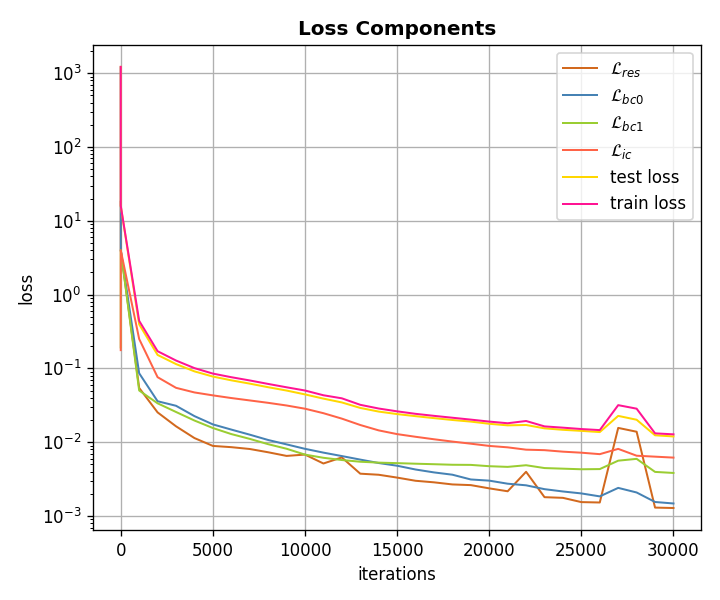 Loss Components
10³
10²
10¹
10⁰
10⁻¹
10⁻²
10⁻³
loss
0 5000 10000 15000 20000 25000 30000
iterations
ℒres
ℒbc0
ℒbc1
ℒic
test loss
train loss